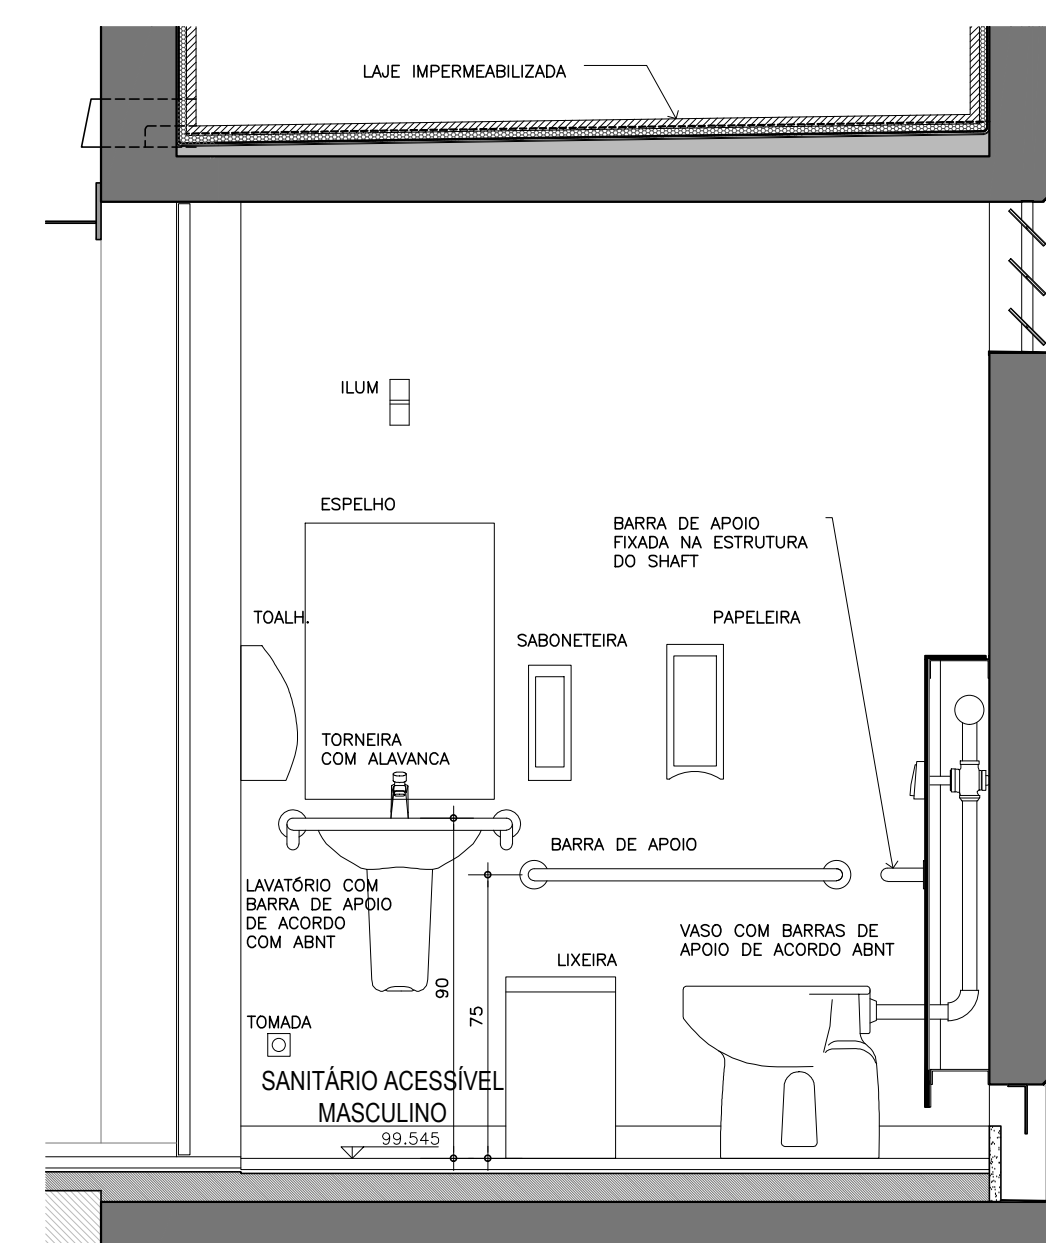 LAJE IMPERMEABILIZADA
ILUM
ESPELHO
BARRA DE APOIO
FIXADA NA ESTRUTURA
DO SHAFT
TOALH.
PAPELEIRA
SABONETEIRA
TORNEIRA
COM ALAVANCA
BARRA DE APOIO
LAVATÓRIO COM
BARRA DE APOIO
DE ACORDO
COM ABNT
VASO COM BARRAS DE
APOIO DE ACORDO ABNT
LIXEIRA
90
75
TOMADA
SANITÁRIO ACESSÍVEL
MASCULINO
99.545